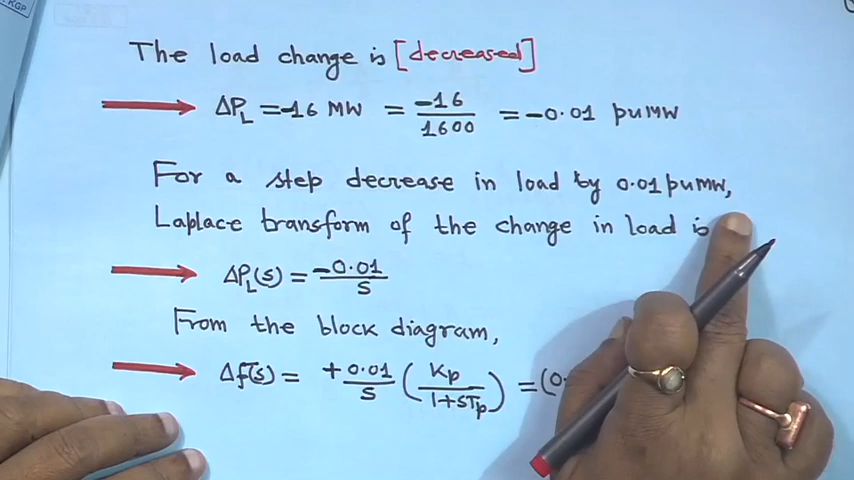 KGP
The load change is [decreased]
ΔP_L = -16 MW = -16/1600 = -0.01 puMW
For a step decrease in load by 0.01 puMW,
Laplace transform of the change in load is
ΔP_L(s) = -0.01/s
From the block diagram,
Δf(s) = +0.01/s (Kp/1+sTp) = (0.